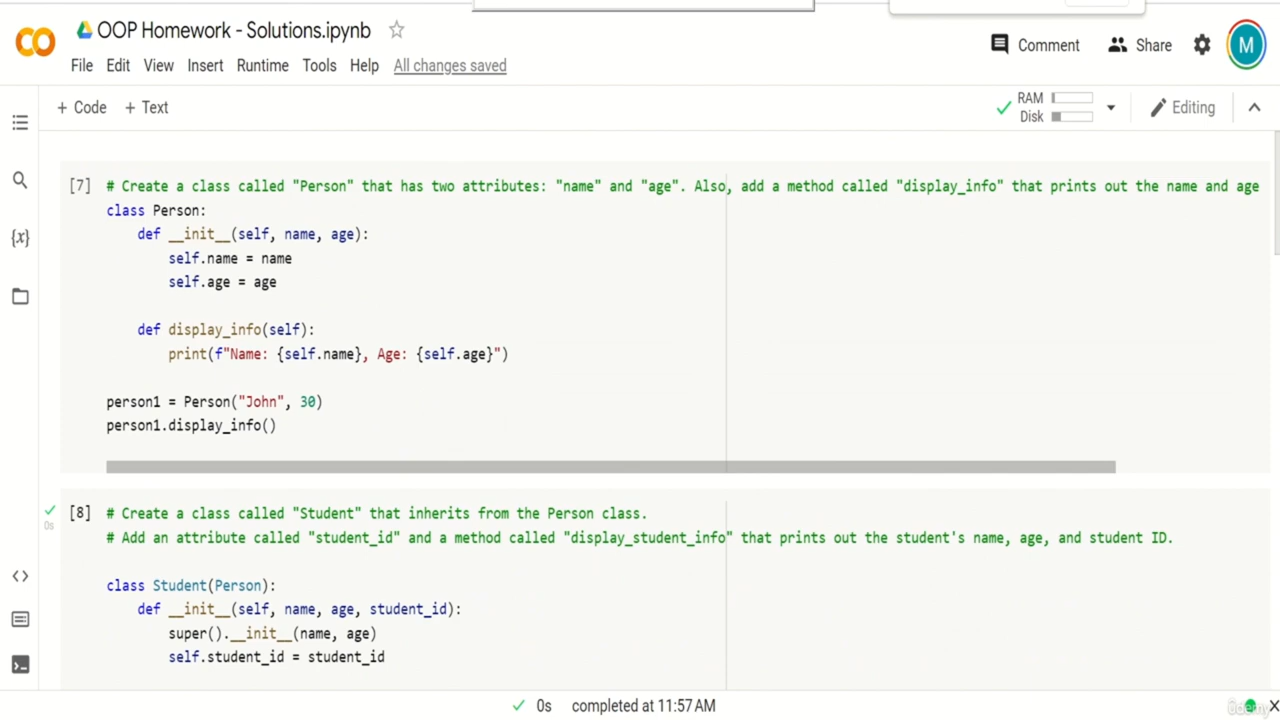 CO
OOP Homework - Solutions.ipynb
File Edit View Insert Runtime Tools Help All changes saved
Comment
Share
M
+ Code + Text
RAM
Disk
Editing
{x}
[7] # Create a class called "Person" that has two attributes: "name" and "age". Also, add a method called "display_info" that prints out the name and age
class Person:
    def __init__(self, name, age):
        self.name = name
        self.age = age
    def display_info(self):
        print(f"Name: {self.name}, Age: {self.age}")
person1 = Person("John", 30)
person1.display_info()
0s
[8] # Create a class called "Student" that inherits from the Person class.
# Add an attribute called "student_id" and a method called "display_student_info" that prints out the student's name, age, and student ID.
class Student(Person):
    def __init__(self, name, age, student_id):
        super().__init__(name, age)
        self.student_id = student_id
0s completed at 11:57 AM
Udemy